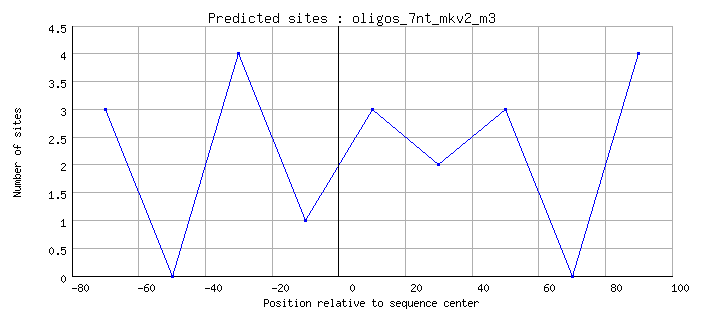 Predicted sites : oligos_7nt_mkv2_m3
4.5
4
3.5
3
2.5
2
1.5
1
0.5
0
Number of sites
-80 -60 -40 -20 0 20 40 60 80 100
Position relative to sequence center